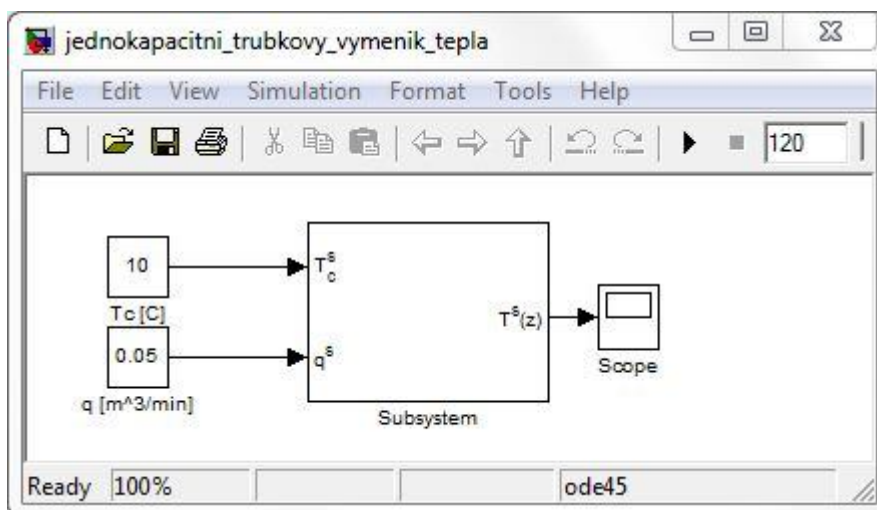 jednokapacitni_trubkovy_vymenik_tepla
File Edit View Simulation Format Tools Help
120
10
Tc [C]
0.05
q [m^3/min]
T_c^s
q^s
T^s(z)
Subsystem
Scope
Ready 100% ode45